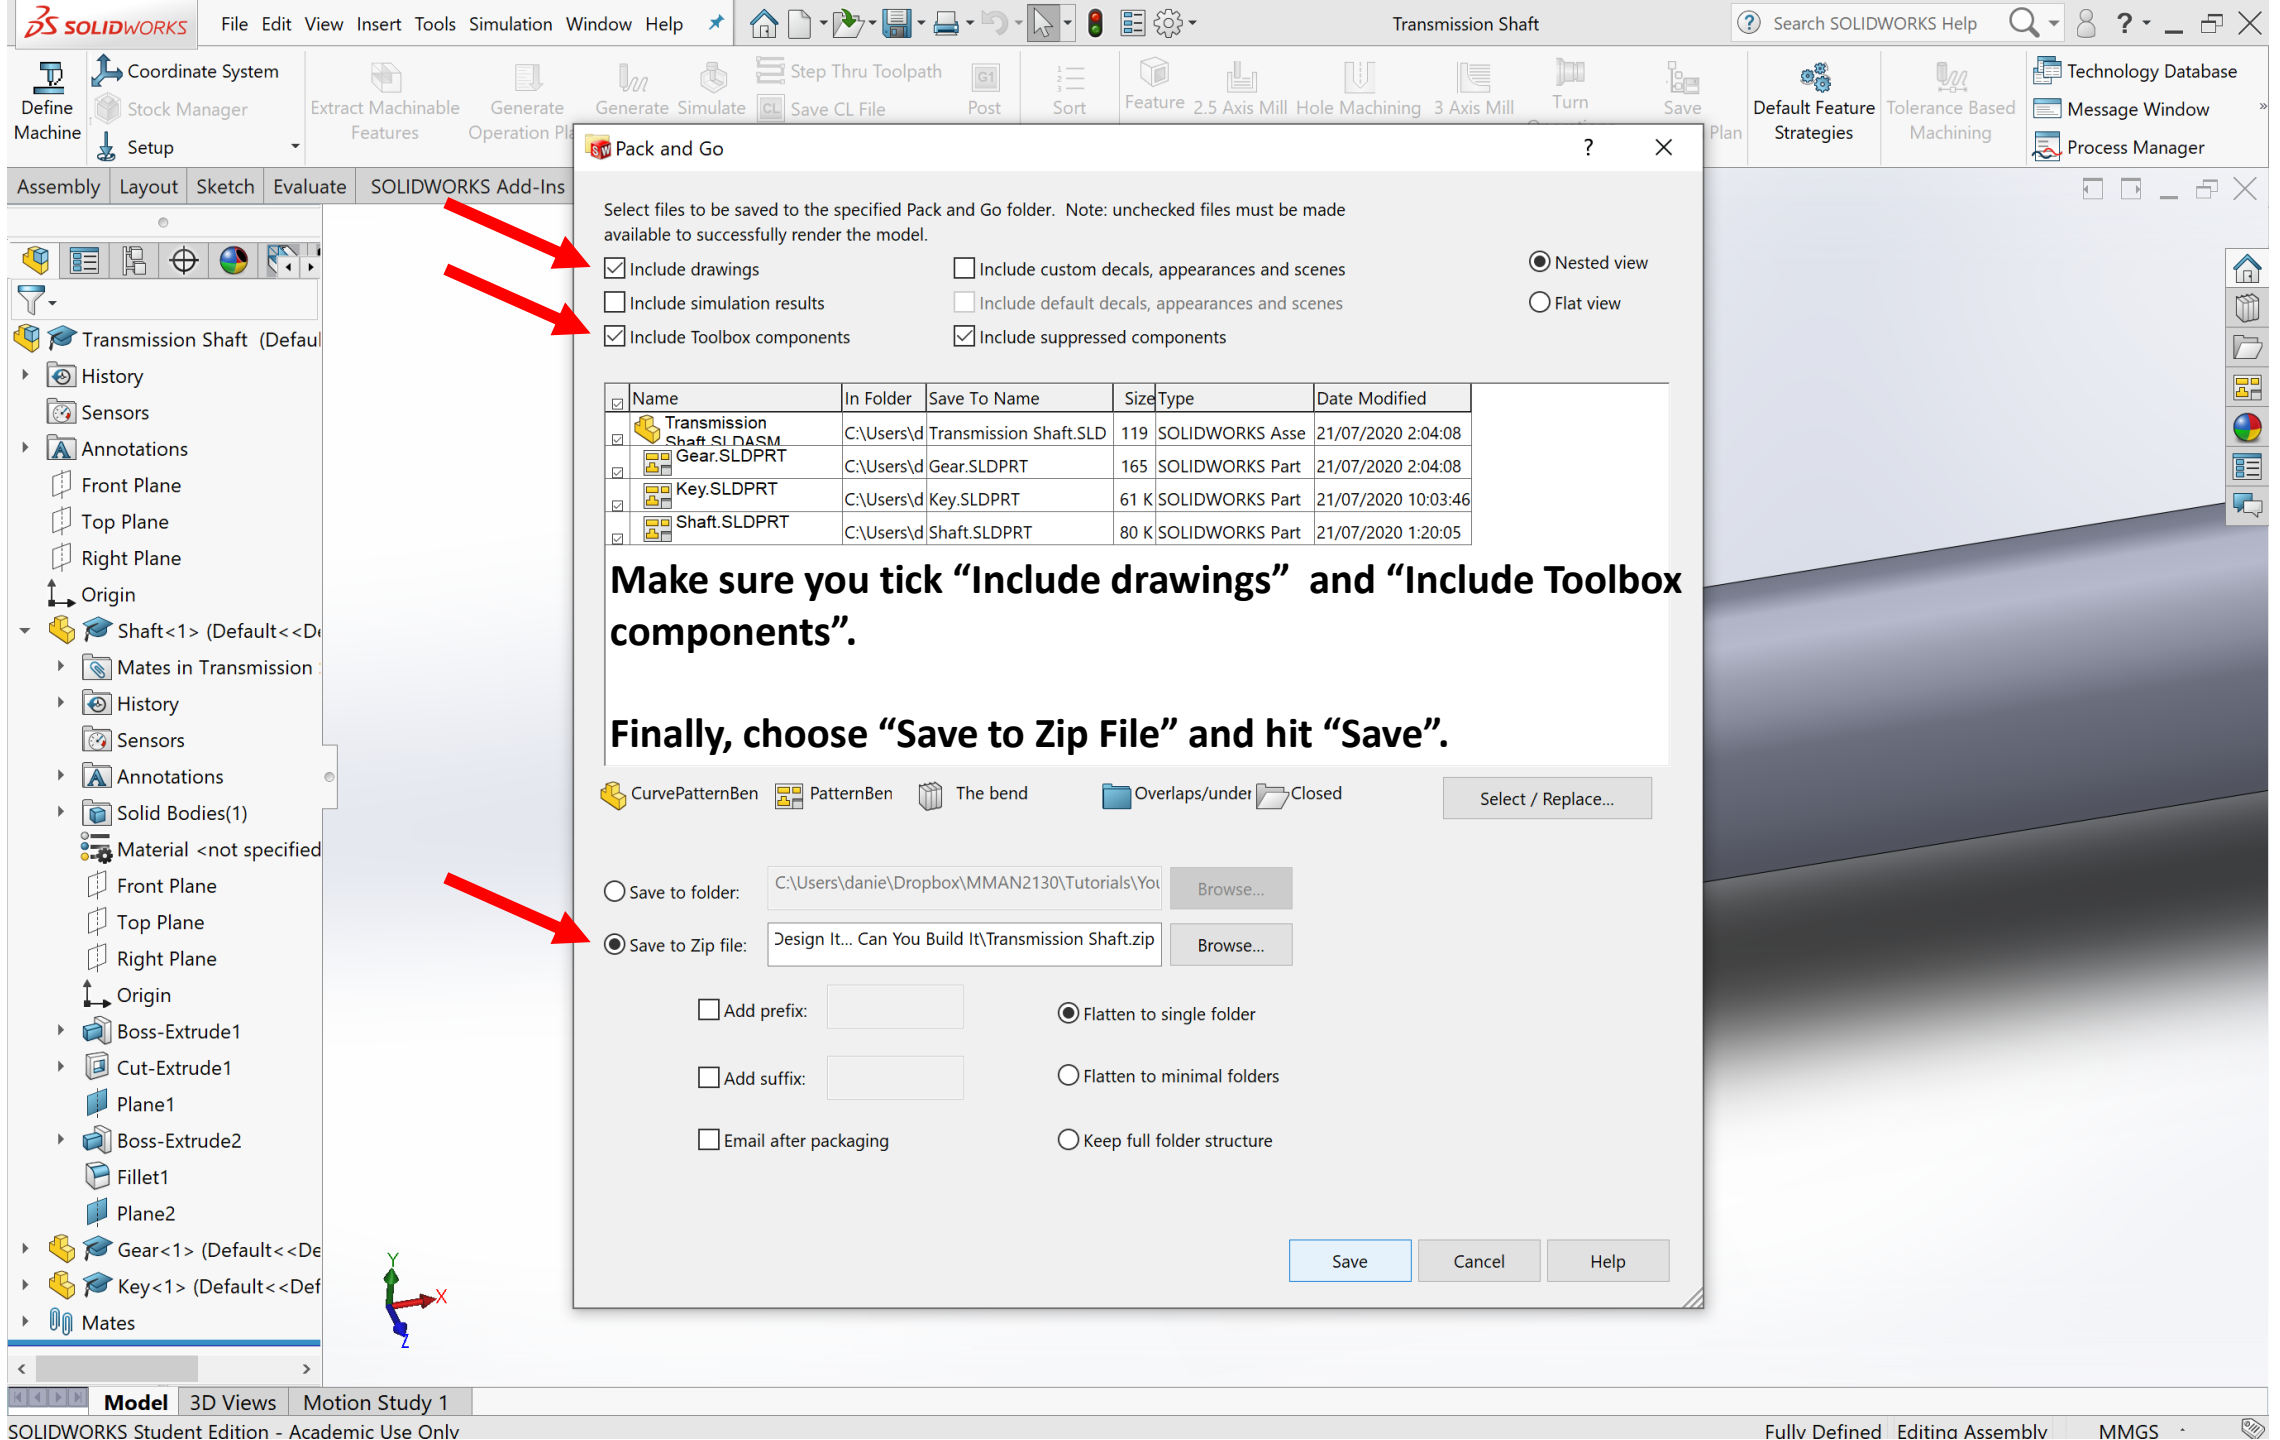 SOLIDWORKS File Edit View Insert Tools Simulation Window Help Transmission Shaft Search SOLIDWORKS Help ?
Define Machine
Coordinate System
Stock Manager
Setup
Extract Machinable Features
Generate Operation Pla
Generate
Simulate
Step Thru Toolpath
CL Save CL File
G1 Post
Sort
Feature
2.5 Axis Mill
Hole Machining
3 Axis Mill
Turn
Save
Plan
Default Feature Strategies
Tolerance Based Machining
Technology Database
Message Window
Process Manager
Assembly Layout Sketch Evaluate SOLIDWORKS Add-Ins
Transmission Shaft (Defaul
History
Sensors
Annotations
Front Plane
Top Plane
Right Plane
Origin
Shaft<1> (Default<<De
Mates in Transmission
History
Sensors
Annotations
Solid Bodies(1)
Material <not specified
Front Plane
Top Plane
Right Plane
Origin
Boss-Extrude1
Cut-Extrude1
Plane1
Boss-Extrude2
Fillet1
Plane2
Gear<1> (Default<<De
Key<1> (Default<<Def
Mates
Pack and Go ?
Select files to be saved to the specified Pack and Go folder. Note: unchecked files must be made
available to successfully render the model.
Include drawings Include custom decals, appearances and scenes Nested view
Include simulation results Include default decals, appearances and scenes Flat view
Include Toolbox components Include suppressed components
Name In Folder Save To Name Size Type Date Modified
Transmission Shaft.SLDASM C:\Users\d Transmission Shaft.SLD 119 SOLIDWORKS Asse 21/07/2020 2:04:08
Gear.SLDPRT C:\Users\d Gear.SLDPRT 165 SOLIDWORKS Part 21/07/2020 2:04:08
Key.SLDPRT C:\Users\d Key.SLDPRT 61 K SOLIDWORKS Part 21/07/2020 10:03:46
Shaft.SLDPRT C:\Users\d Shaft.SLDPRT 80 K SOLIDWORKS Part 21/07/2020 1:20:05
Make sure you tick “Include drawings” and “Include Toolbox
components”.
Finally, choose “Save to Zip File” and hit “Save”.
CurvePatternBen PatternBen The bend Overlaps/under Closed Select / Replace...
Save to folder: C:\Users\danie\Dropbox\MMAN2130\Tutorials\You Browse...
Save to Zip file: Design It... Can You Build It\Transmission Shaft.zip Browse...
Add prefix: Flatten to single folder
Add suffix: Flatten to minimal folders
Email after packaging Keep full folder structure
Save Cancel Help
Y
X
Z
Model 3D Views Motion Study 1
SOLIDWORKS Student Edition - Academic Use Only Fully Defined Editing Assembly MMGS